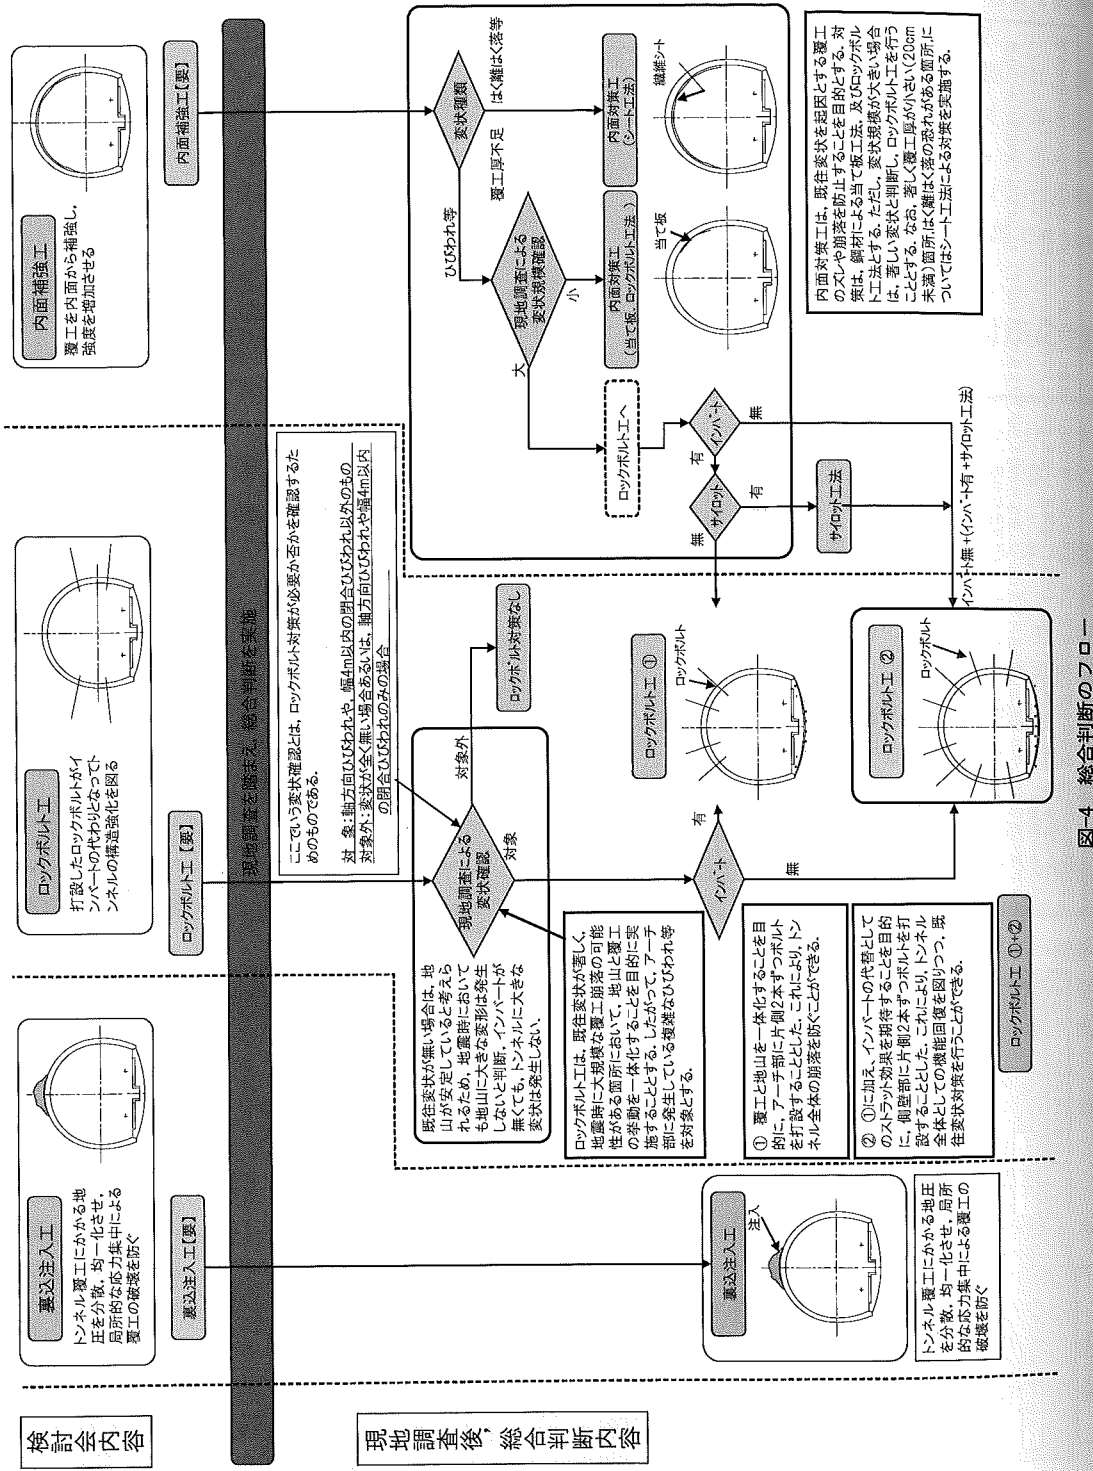 検討会内容
裏込注入工
トンネル覆工にかかる地
圧を分散，均一化させ，
局所的な応力集中による
覆工の破壊を防ぐ
裏込注入工【要】
ロックボルト工
打設したロックボルトがイ
ンバートの代わりとなってト
ンネルの構造強化を図る
ロックボルト工【要】
内面補強工
覆工を内面から補強し，
強度を増加させる
内面補強工【要】
現地調査を踏まえ，総合判断を実施
現地調査後，総合判断内容
裏込注入工
注入
トンネル覆工にかかる地圧
を分散，均一化させ，局所
的な応力集中による覆工の
破壊を防ぐ
ここでいう変状確認とは，ロックボルト対策が必要か否かを確認するた
めのものである．
対　象：軸方向ひびわれや，幅4m以内の閉合ひびわれ以外のもの
対象外：変状が全く無い場合あるいは，軸方向ひびわれや幅4m以内
の閉合ひびわれのみの場合
既往変状が無い場合は，地
山が安定していると考えら
れるため，地震時において
も地山に大きな変形は発生
しないと判断，インバートが
無くても，トンネルに大きな
変状は発生しない．
現地調査による
変状確認
対象外
対象
ロックボルト対策なし
ロックボルト工は，既往変状が著しく，
地震時に大規模な覆工崩落の可能
性がある箇所において，地山と覆工
の挙動を一体化することを目的に実
施することとする．したがって，アーチ
部に発生している複雑なひびわれ等
を対象とする．
インバート
有
無
ロックボルト工 ①
ロックボルト
① 覆工と地山を一体化することを目
的に，アーチ部に片側2本ずつボルト
を打設することとした．これにより，トン
ネル全体の崩落を防ぐことができる．
② ①に加え，インバートの代替として
のストラット効果を期待することを目的
に，側壁部に片側2本ずつボルトを打
設することとした．これにより，トンネル
全体としての機能回復を図りつつ，既
往変状対策を行うことができる．
ロックボルト工 ②
ロックボルト
ロックボルト工 ①+②
変状種類
ひびわれ等
覆工厚不足
はく離はく落等
現地調査による
変状規模確認
大
小
内面対策工
（当て板、ロックボルト工法）
当て板
内面対策工
（シート工法）
繊維シート
ロックボルト工へ
インバート
有
無
サイロット
無
有
サイロット工法
インバート無+（インバート有+サイロット工法）
内面対策工は，既往変状を起因とする覆工
のズレや崩落を防止することを目的とする．対
策は，鋼材による当て板工法，及びロックボル
ト工法とする．ただし，変状規模が大きい場合
は，著しい変状と判断し，ロックボルト工を行う
こととする．なお，著しく覆工厚が小さい（20cm
未満）箇所，はく離はく落の恐れがある箇所，に
ついてはシート工法による対策を実施する．
図-4　総合判断のフロー